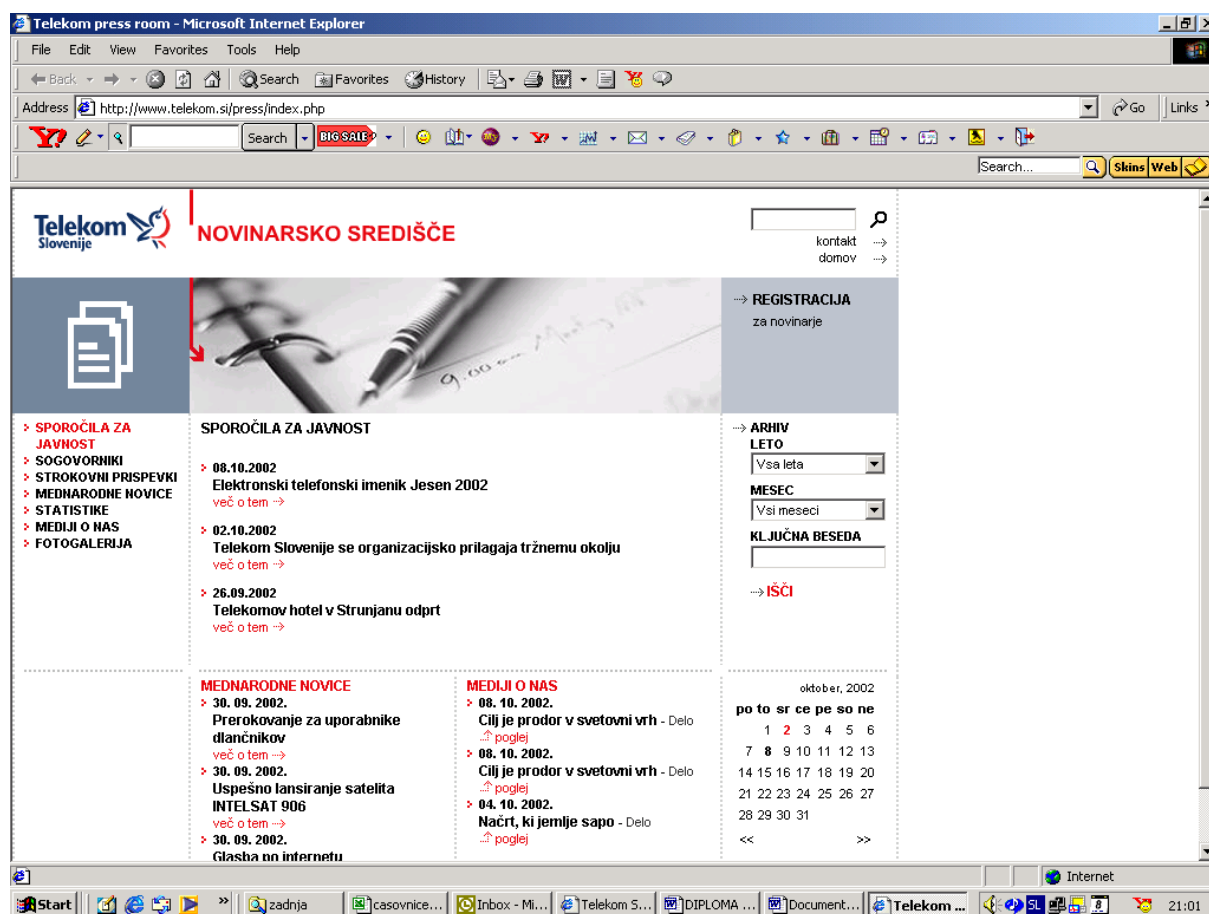 Telekom press room - Microsoft Internet Explorer
File Edit View Favorites Tools Help
Back Search Favorites History
Address http://www.telekom.si/press/index.php Go Links
Search BIG SALE
Search... Skins Web
Telekom
Slovenije
NOVINARSKO SREDIŠČE
kontakt
domov
REGISTRACIJA
za novinarje
9.00 am
SPOROČILA ZA
JAVNOST
SOGOVORNIKI
STROKOVNI PRISPEVKI
MEDNARODNE NOVICE
STATISTIKE
MEDIJI O NAS
FOTOGALERIJA
SPOROČILA ZA JAVNOST
08.10.2002
Elektronski telefonski imenik Jesen 2002
več o tem
02.10.2002
Telekom Slovenije se organizacijsko prilagaja tržnemu okolju
več o tem
26.09.2002
Telekomov hotel v Strunjanu odprt
več o tem
ARHIV
LETO
Vsa leta
MESEC
Vsi meseci
KLJUČNA BESEDA
IŠČI
MEDNARODNE NOVICE
30. 09. 2002.
Prerokovanje za uporabnike
dlančnikov
več o tem
30. 09. 2002.
Uspešno lansiranje satelita
INTELSAT 906
več o tem
30. 09. 2002.
Glasba po internetu
MEDIJI O NAS
08. 10. 2002.
Cilj je prodor v svetovni vrh - Delo
poglej
08. 10. 2002.
Cilj je prodor v svetovni vrh - Delo
poglej
04. 10. 2002.
Načrt, ki jemlje sapo - Delo
poglej
oktober, 2002
po to sr ce pe so ne
1 2 3 4 5 6
7 8 9 10 11 12 13
14 15 16 17 18 19 20
21 22 23 24 25 26 27
28 29 30 31
<< >>
Internet
Start » zadnja casovnice... Inbox - Mi... Telekom S... DIPLOMA ... Document... Telekom ... SL 8 21:01